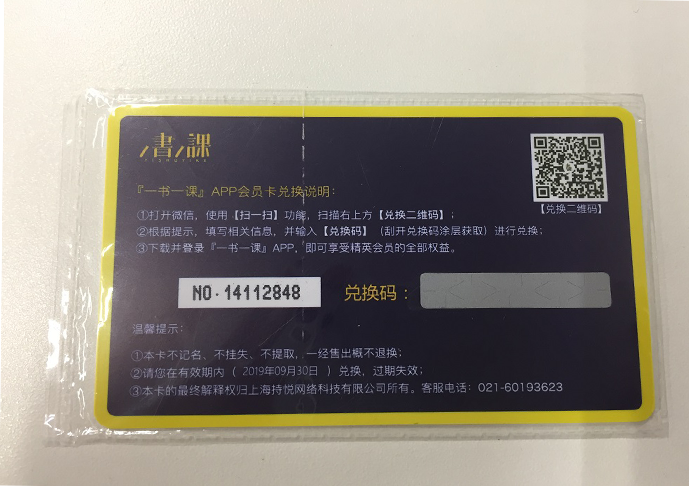 一書一課
YISHUYIKE
『一书一课』APP会员卡兑换说明：
①打开微信，使用【扫一扫】功能，扫描右上方【兑换二维码】；
②根据提示，填写相关信息，并输入【兑换码】（刮开兑换码涂层获取）进行兑换；
③下载并登录『一书一课』APP，即可享受精英会员的全部权益。
【兑换二维码】
NO·14112848
兑换码：
温馨提示：
①本卡不记名、不挂失、不提取，一经售出概不退换；
②请您在有效期内（2019年09月30日）兑换，过期失效；
③本卡的最终解释权归上海持悦网络科技有限公司所有。客服电话：021-60193623